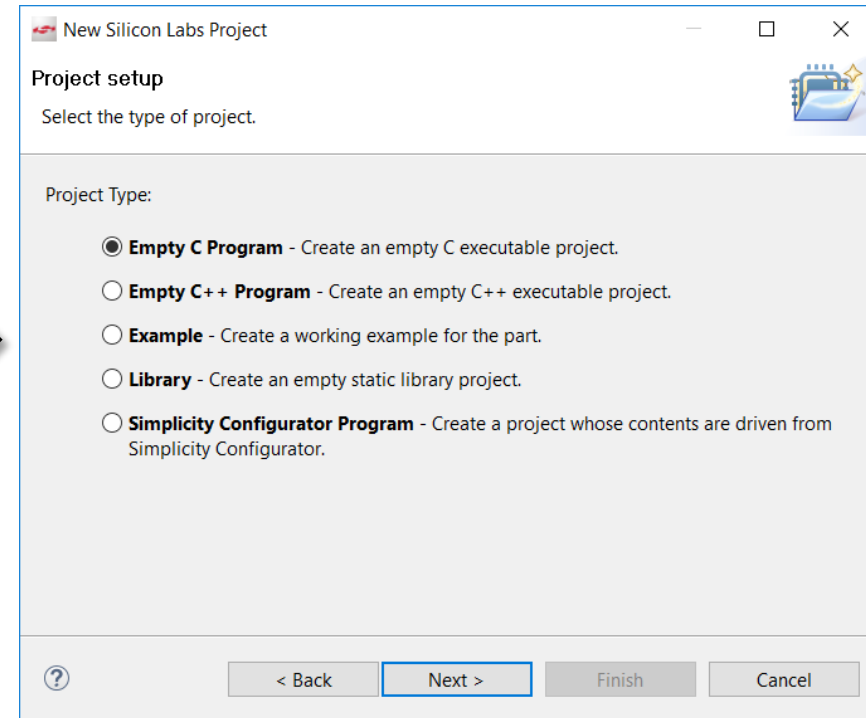 New Silicon Labs Project
Project setup
Select the type of project.
Project Type:
Empty C Program - Create an empty C executable project.
Empty C++ Program - Create an empty C++ executable project.
Example - Create a working example for the part.
Library - Create an empty static library project.
Simplicity Configurator Program - Create a project whose contents are driven from
Simplicity Configurator.
? < Back Next > Finish Cancel